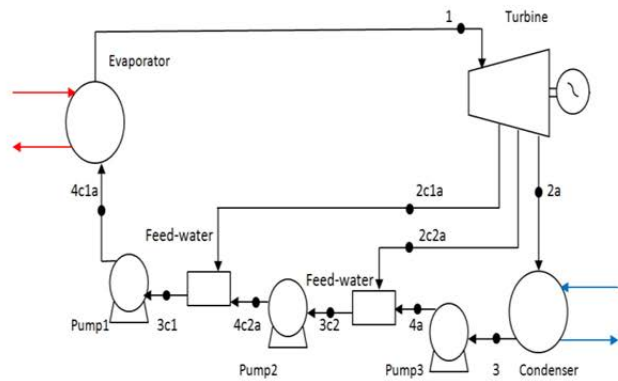 1
Turbine
Evaporator
4c1a
2c1a
2a
Feed-water
2c2a
Feed-water
Pump1
3c1
4c2a
Pump2
3c2
4a
Pump3
3
Condenser